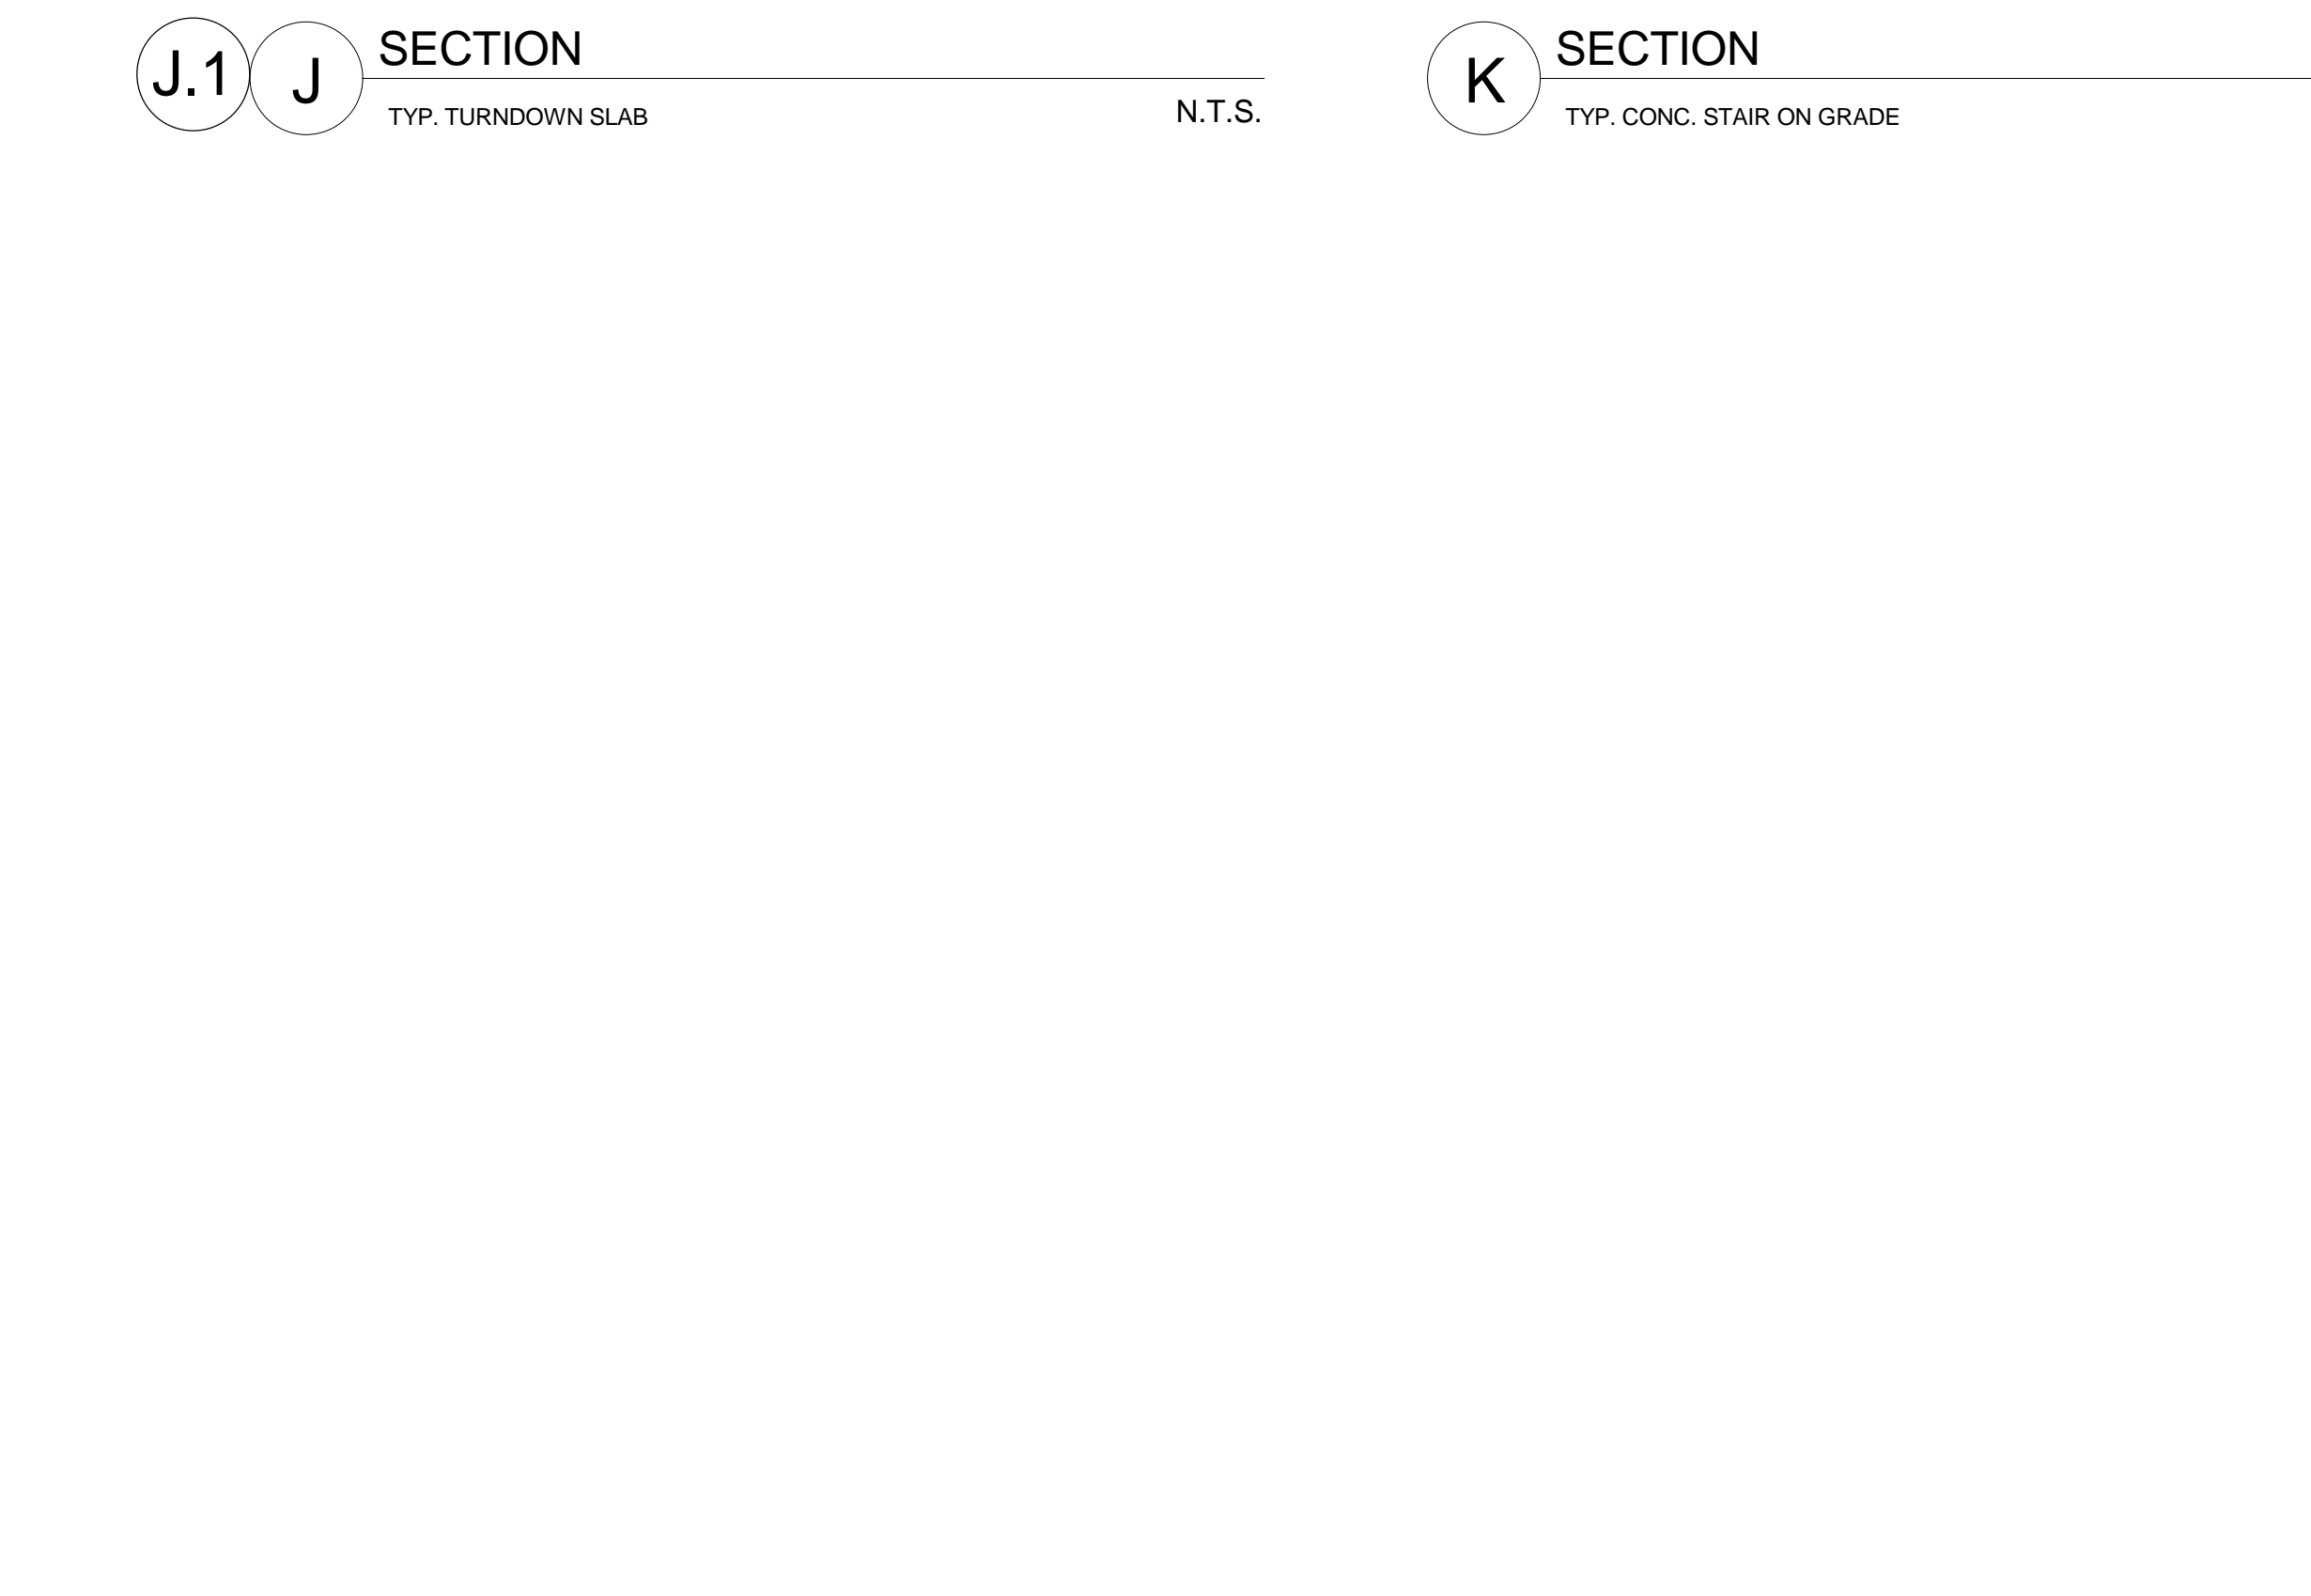 J.1 J SECTION
TYP. TURNDOWN SLAB N.T.S.
K SECTION
TYP. CONC. STAIR ON GRADE